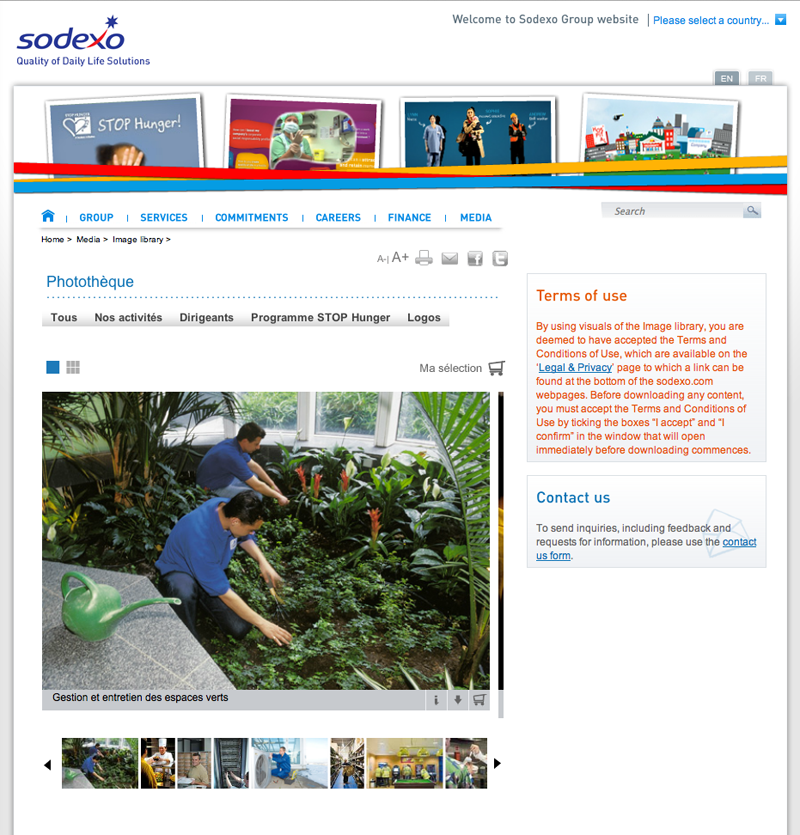 Welcome to Sodexo Group website
Please select a country...
sodexo
Quality of Daily Life Solutions
EN
FR
STOP Hunger!
GROUP
SERVICES
COMMITMENTS
CAREERS
FINANCE
MEDIA
Search
Home > Media > Image library >
A-| A+
Photothèque
Tous
Nos activités
Dirigeants
Programme STOP Hunger
Logos
Ma sélection
Gestion et entretien des espaces verts
Terms of use
By using visuals of the Image library, you are
deemed to have accepted the Terms and
Conditions of Use, which are available on the
'Legal & Privacy' page to which a link can be
found at the bottom of the sodexo.com
webpages. Before downloading any content,
you must accept the Terms and Conditions of
Use by ticking the boxes "I accept" and "I
confirm" in the window that will open
immediately before downloading commences.
Contact us
To send inquiries, including feedback and
requests for information, please use the contact
us form.